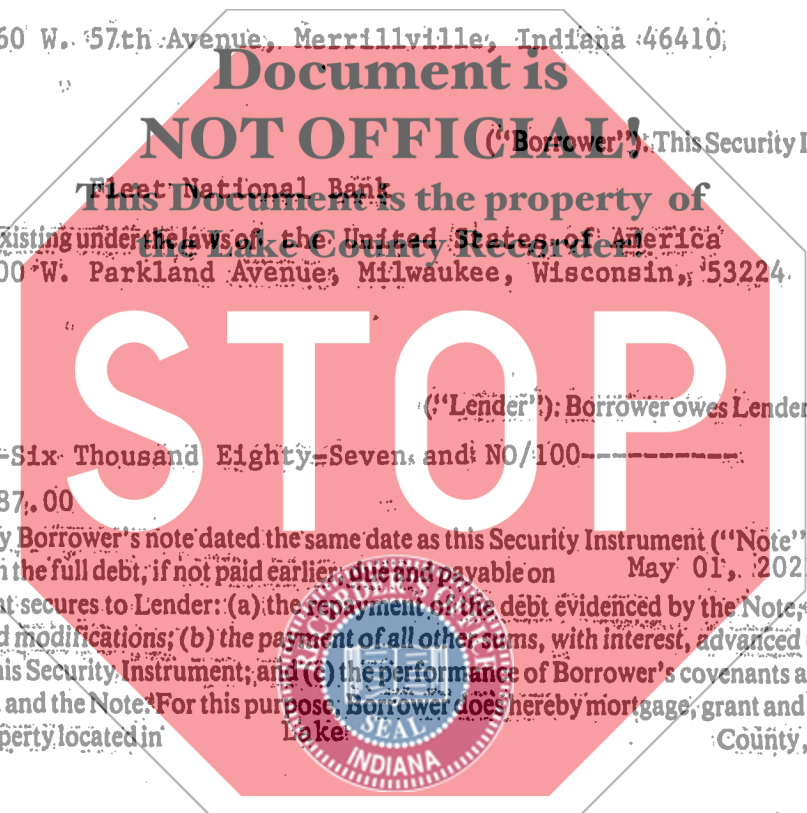 60 W. 57th Avenue, Merrillville, Indiana 46410
Document is
NOT OFFICIAL!
("Borrower"). This Security I
Fleet National Bank
This Document is the property of
xisting under the laws of the United States of America
the Lake County Recorder!
00 W. Parkland Avenue, Milwaukee, Wisconsin, 53224
STOP
("Lender"). Borrower owes Lender
-Six Thousand Eighty-Seven and NO/100-----------
87.00
y Borrower's note dated the same date as this Security Instrument ("Note"
h the full debt, if not paid earlier, due and payable on May 01, 202
at secures to Lender: (a) the repayment of the debt evidenced by the Note,
d modifications; (b) the payment of all other sums, with interest, advanced
his Security Instrument; and (c) the performance of Borrower's covenants a
and the Note. For this purpose, Borrower does hereby mortgage, grant and
perty located in Lake County,
RECORDER'S OFFICE
SEAL
INDIANA